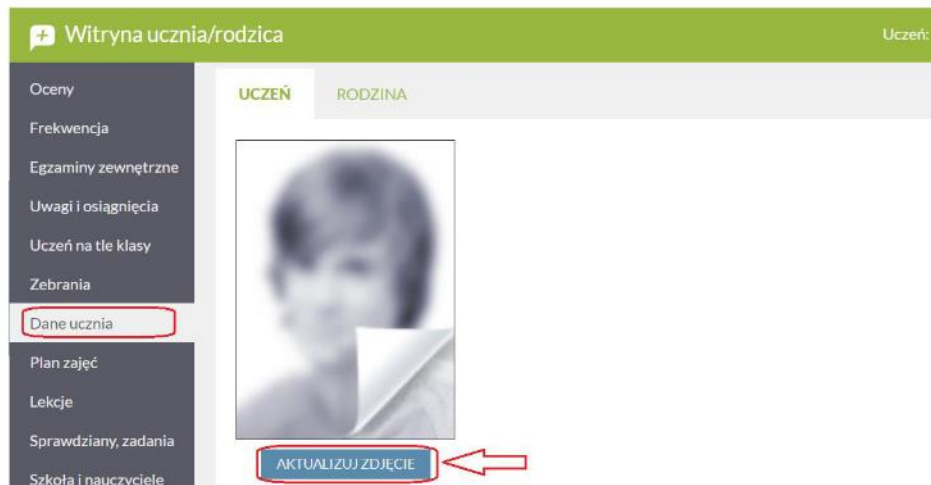 Witryna ucznia/rodzica
Uczeń:
Oceny
Frekwencja
Egzaminy zewnętrzne
Uwagi i osiągnięcia
Uczeń na tle klasy
Zebrania
Dane ucznia
Plan zajęć
Lekcje
Sprawdziany, zadania
Szkoła i nauczyciele
UCZEŃ
RODZINA
AKTUALIZUJ ZDJĘCIE